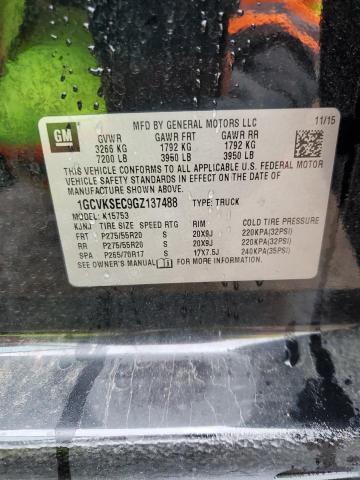 GM
MFD BY GENERAL MOTORS LLC 11/15
GVWR GAWR FRT GAWR RR
3266 KG 1792 KG 1792 KG
7200 LB 3950 LB 3950 LB
THIS VEHICLE CONFORMS TO ALL APPLICABLE U.S. FEDERAL MOTOR
VEHICLE SAFETY STANDARDS IN EFFECT ON THE DATE OF
MANUFACTURE SHOWN ABOVE.
1GCVKSEC9GZ137488 TYPE: TRUCK
MODEL: K15753
KJNJ TIRE SIZE SPEED RTG RIM COLD TIRE PRESSURE
FRT P275/55R20 S 20X9J 220KPA(32PSI)
RR P275/55R20 S 20X9J 220KPA(32PSI)
SPA P265/70R17 S 17X7.5J 240KPA(35PSI)
SEE OWNER'S MANUAL FOR MORE INFORMATION.